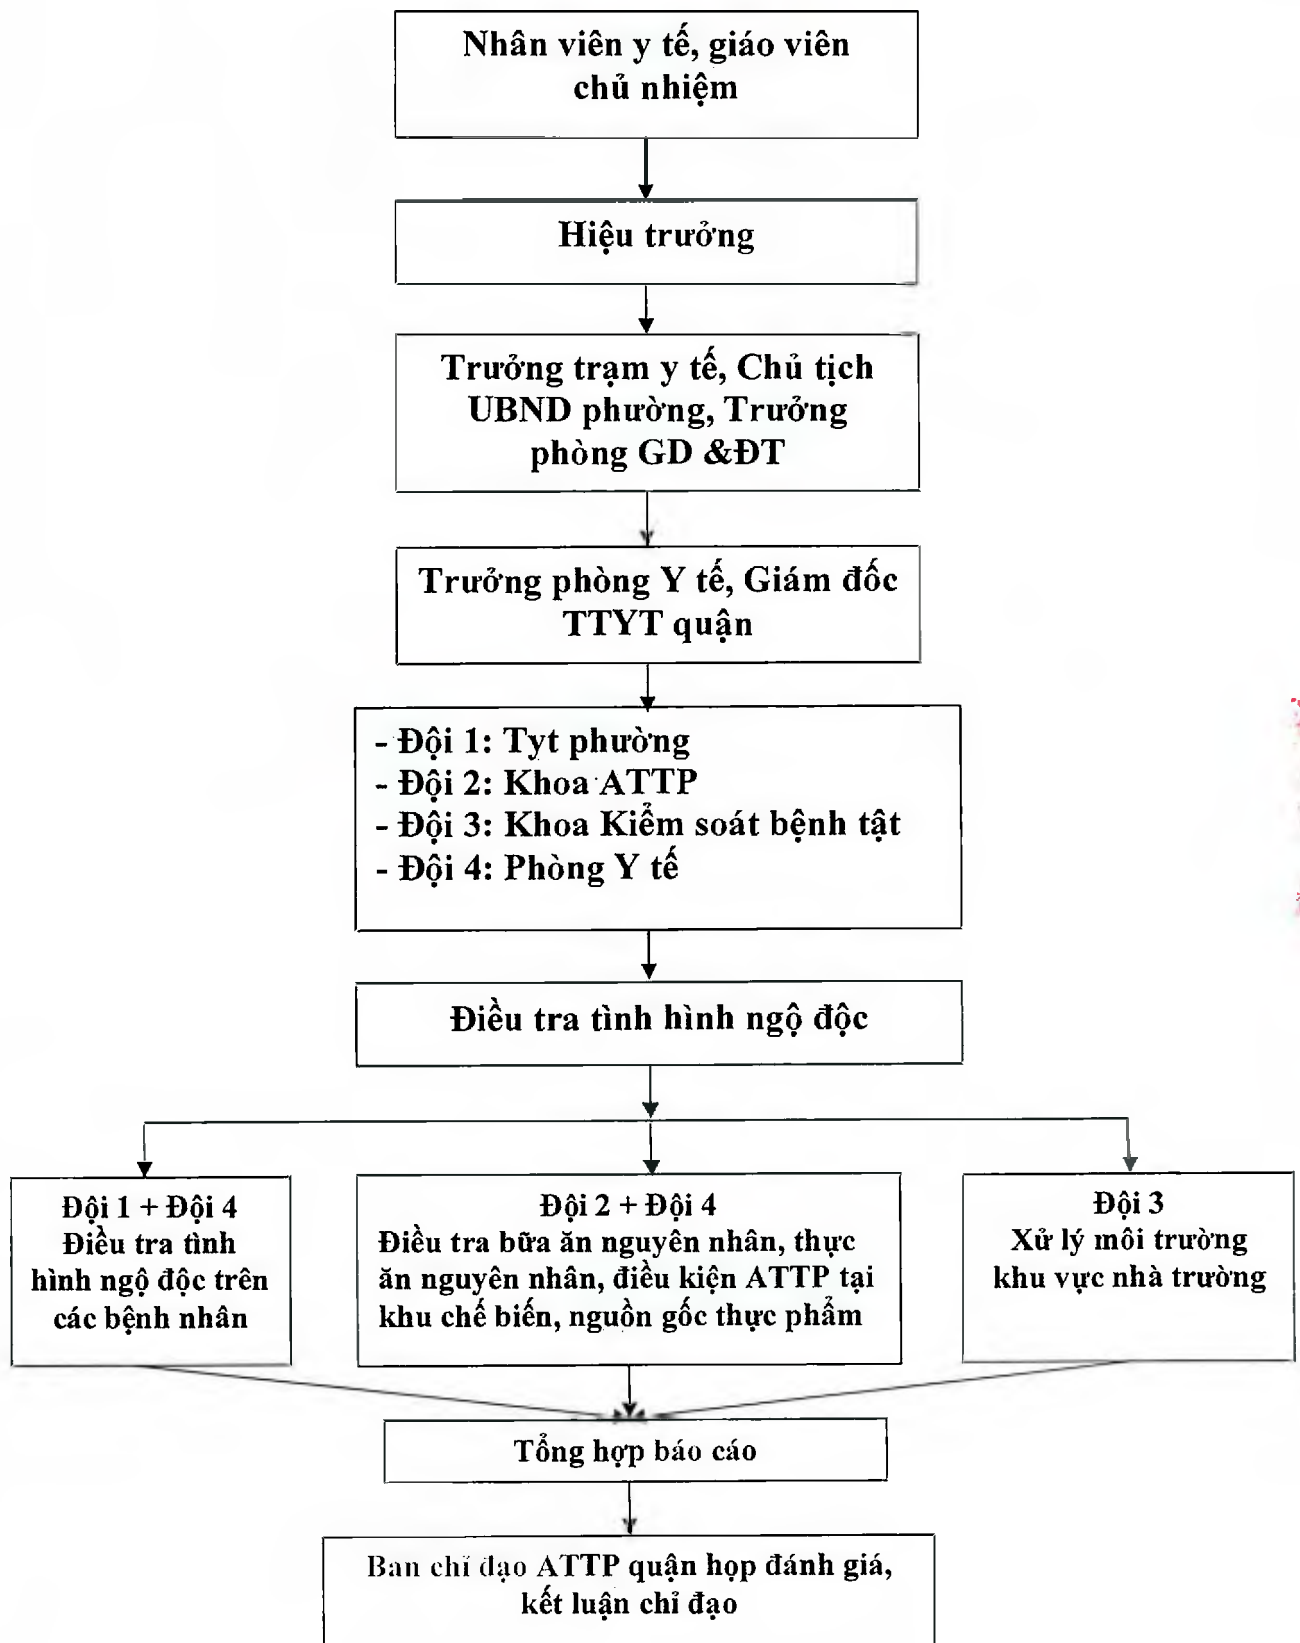 Nhân viên y tế, giáo viên
chủ nhiệm
Hiệu trưởng
Trưởng trạm y tế, Chủ tịch
UBND phường, Trưởng
phòng GD &ĐT
Trưởng phòng Y tế, Giám đốc
TTYT quận
- Đội 1: Tyt phường
- Đội 2: Khoa ATTP
- Đội 3: Khoa Kiểm soát bệnh tật
- Đội 4: Phòng Y tế
Điều tra tình hình ngộ độc
Đội 1 + Đội 4
Điều tra tình
hình ngộ độc trên
các bệnh nhân
Đội 2 + Đội 4
Điều tra bữa ăn nguyên nhân, thực
ăn nguyên nhân, điều kiện ATTP tại
khu chế biến, nguồn gốc thực phẩm
Đội 3
Xử lý môi trường
khu vực nhà trường
Tổng hợp báo cáo
Ban chỉ đạo ATTP quận họp đánh giá,
kết luận chỉ đạo